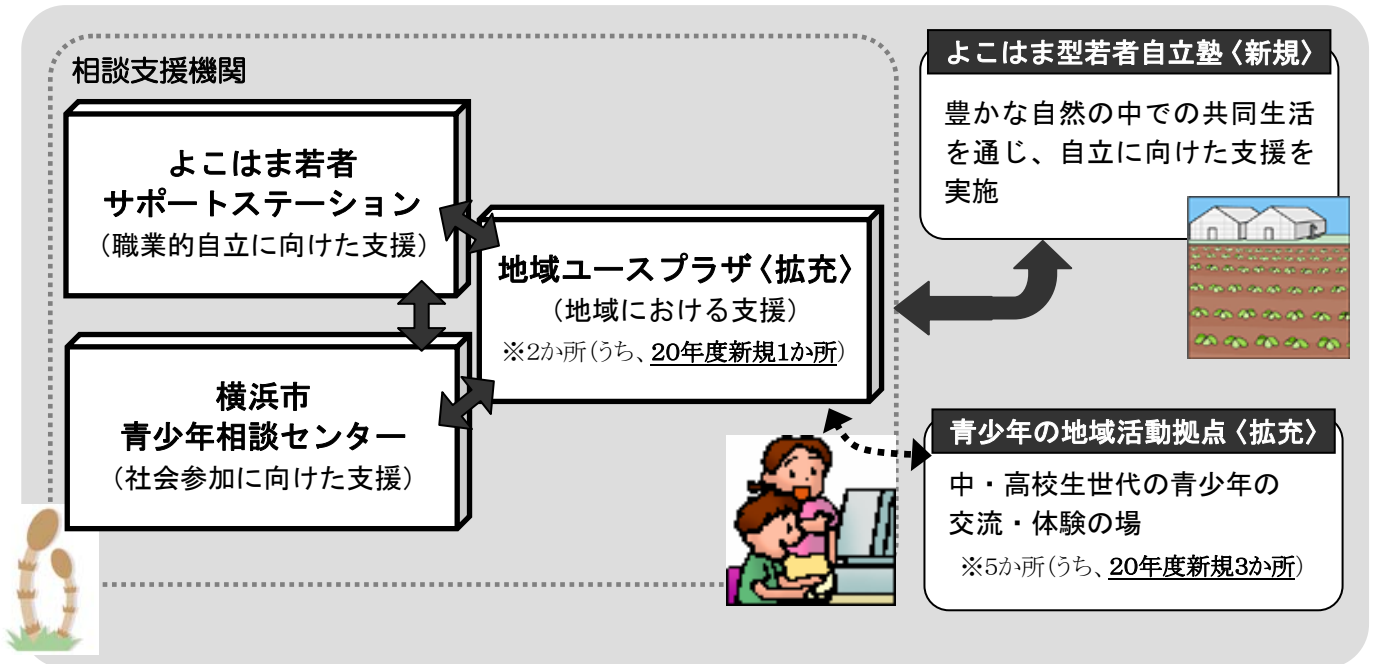 相談支援機関
よこはま若者
サポートステーション
（職業的自立に向けた支援）
横浜市
青少年相談センター
（社会参加に向けた支援）
地域ユースプラザ〈拡充〉
（地域における支援）
※2か所（うち、20年度新規1か所）
よこはま型若者自立塾〈新規〉
豊かな自然の中での共同生活
を通じ、自立に向けた支援を
実施
青少年の地域活動拠点〈拡充〉
中・高校生世代の青少年の
交流・体験の場
※5か所（うち、20年度新規3か所）